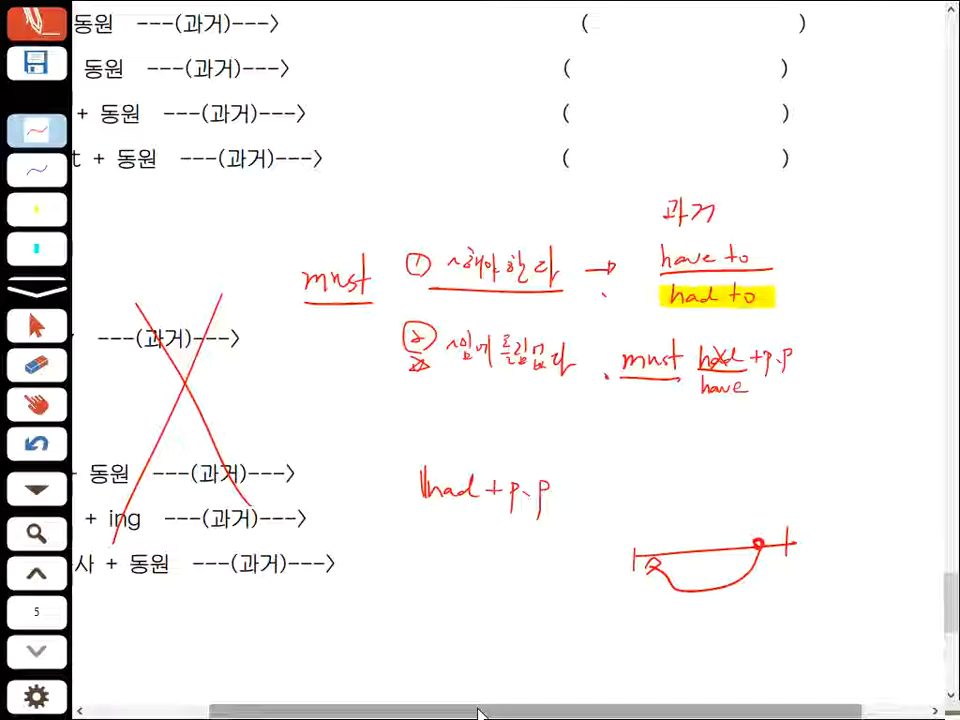 동원 ---(과거)---> ( )
동원 ---(과거)---> ( )
+ 동원 ---(과거)---> ( )
t + 동원 ---(과거)---> ( )
과거
must ① ~해야 한다 → have to
had to
---(과거)--->
② ~임에 틀림없다 must had +p.p
have
동원 ---(과거)--->
had + p.p
+ ing ---(과거)--->
사 + 동원 ---(과거)--->
5